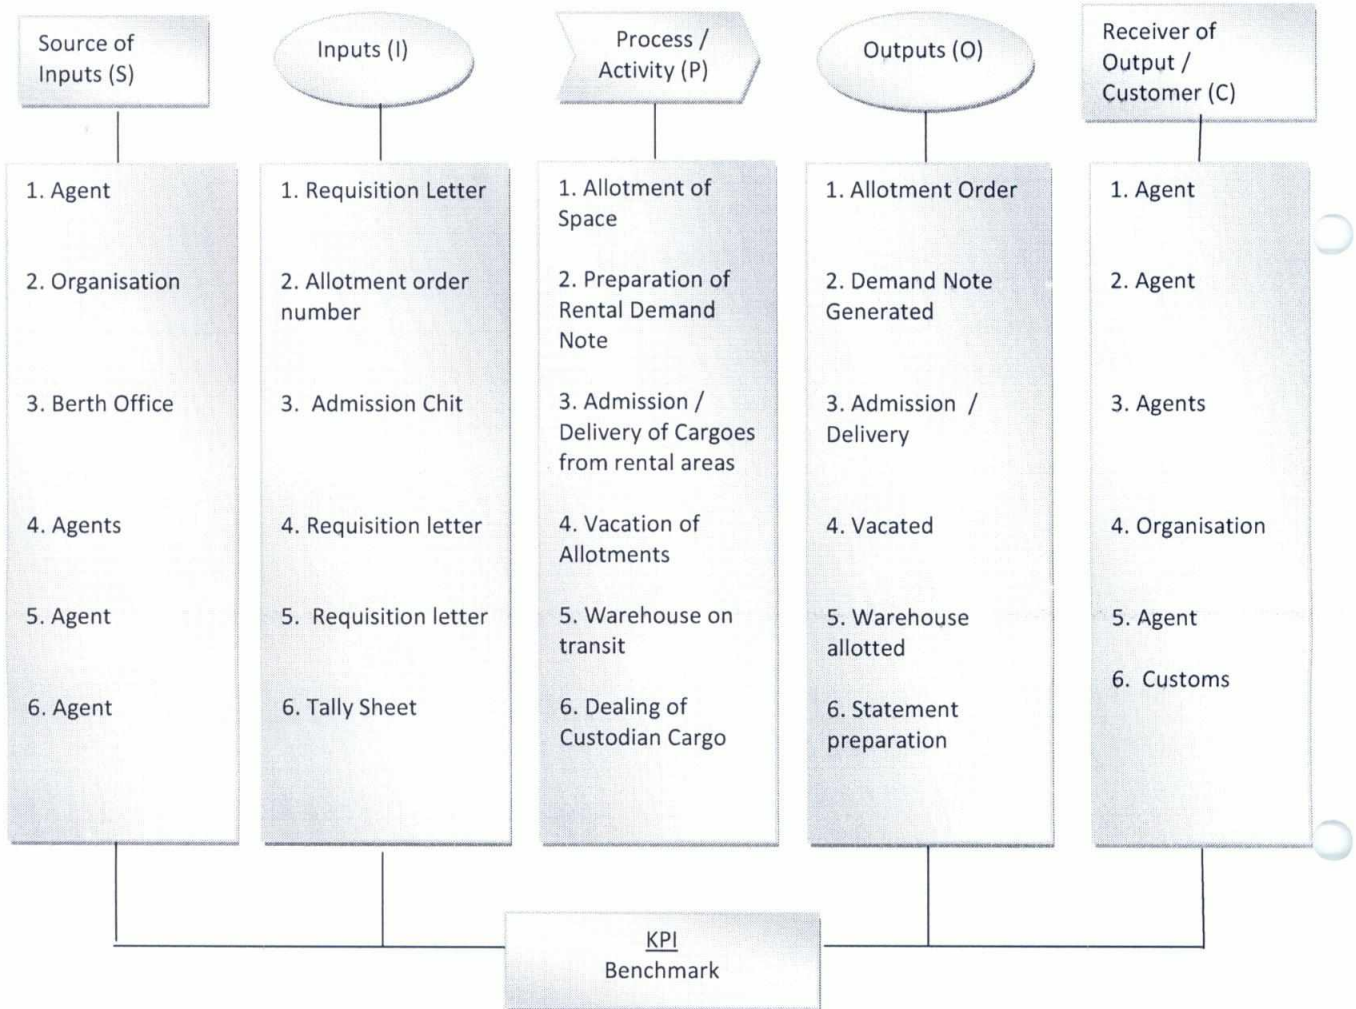 Source of
Inputs (S)
Inputs (I)
Process /
Activity (P)
Outputs (O)
Receiver of
Output /
Customer (C)
1. Agent
2. Organisation
3. Berth Office
4. Agents
5. Agent
6. Agent
1. Requisition Letter
2. Allotment order
number
3. Admission Chit
4. Requisition letter
5. Requisition letter
6. Tally Sheet
1. Allotment of
Space
2. Preparation of
Rental Demand
Note
3. Admission /
Delivery of Cargoes
from rental areas
4. Vacation of
Allotments
5. Warehouse on
transit
6. Dealing of
Custodian Cargo
1. Allotment Order
2. Demand Note
Generated
3. Admission /
Delivery
4. Vacated
5. Warehouse
allotted
6. Statement
preparation
1. Agent
2. Agent
3. Agents
4. Organisation
5. Agent
6. Customs
KPI
Benchmark